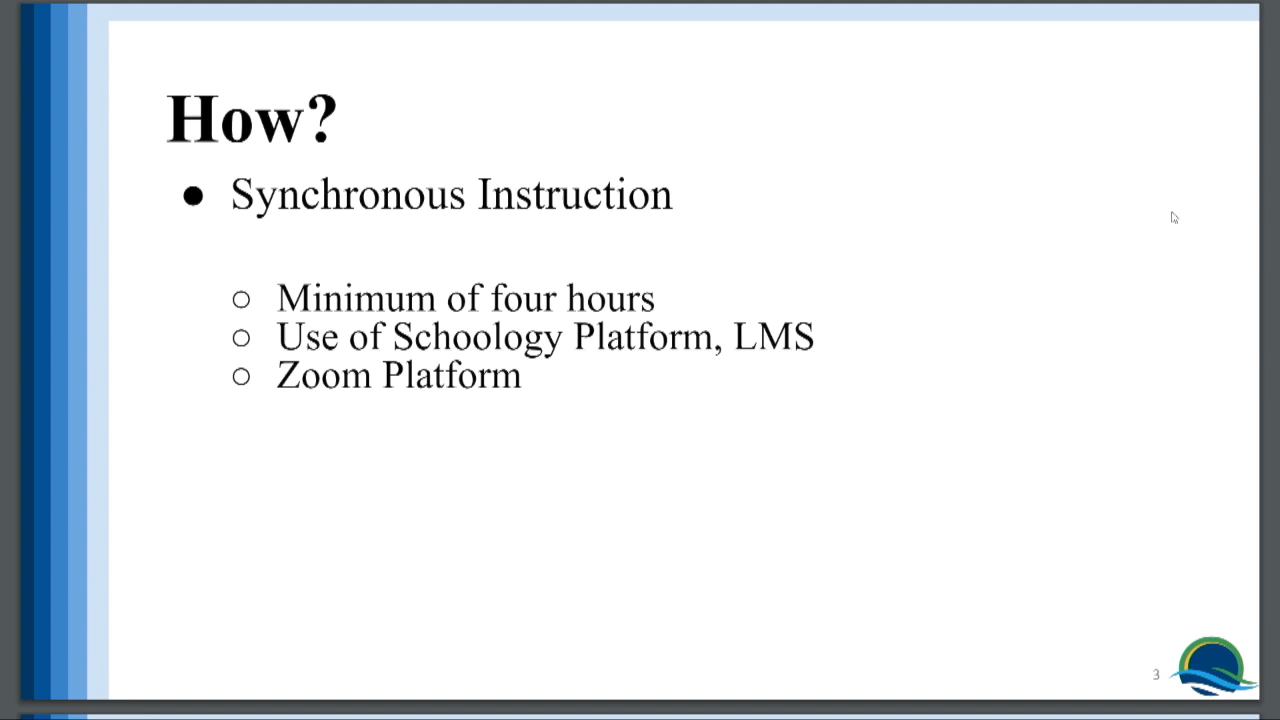 How?
● Synchronous Instruction
○ Minimum of four hours
○ Use of Schoology Platform, LMS
○ Zoom Platform
3